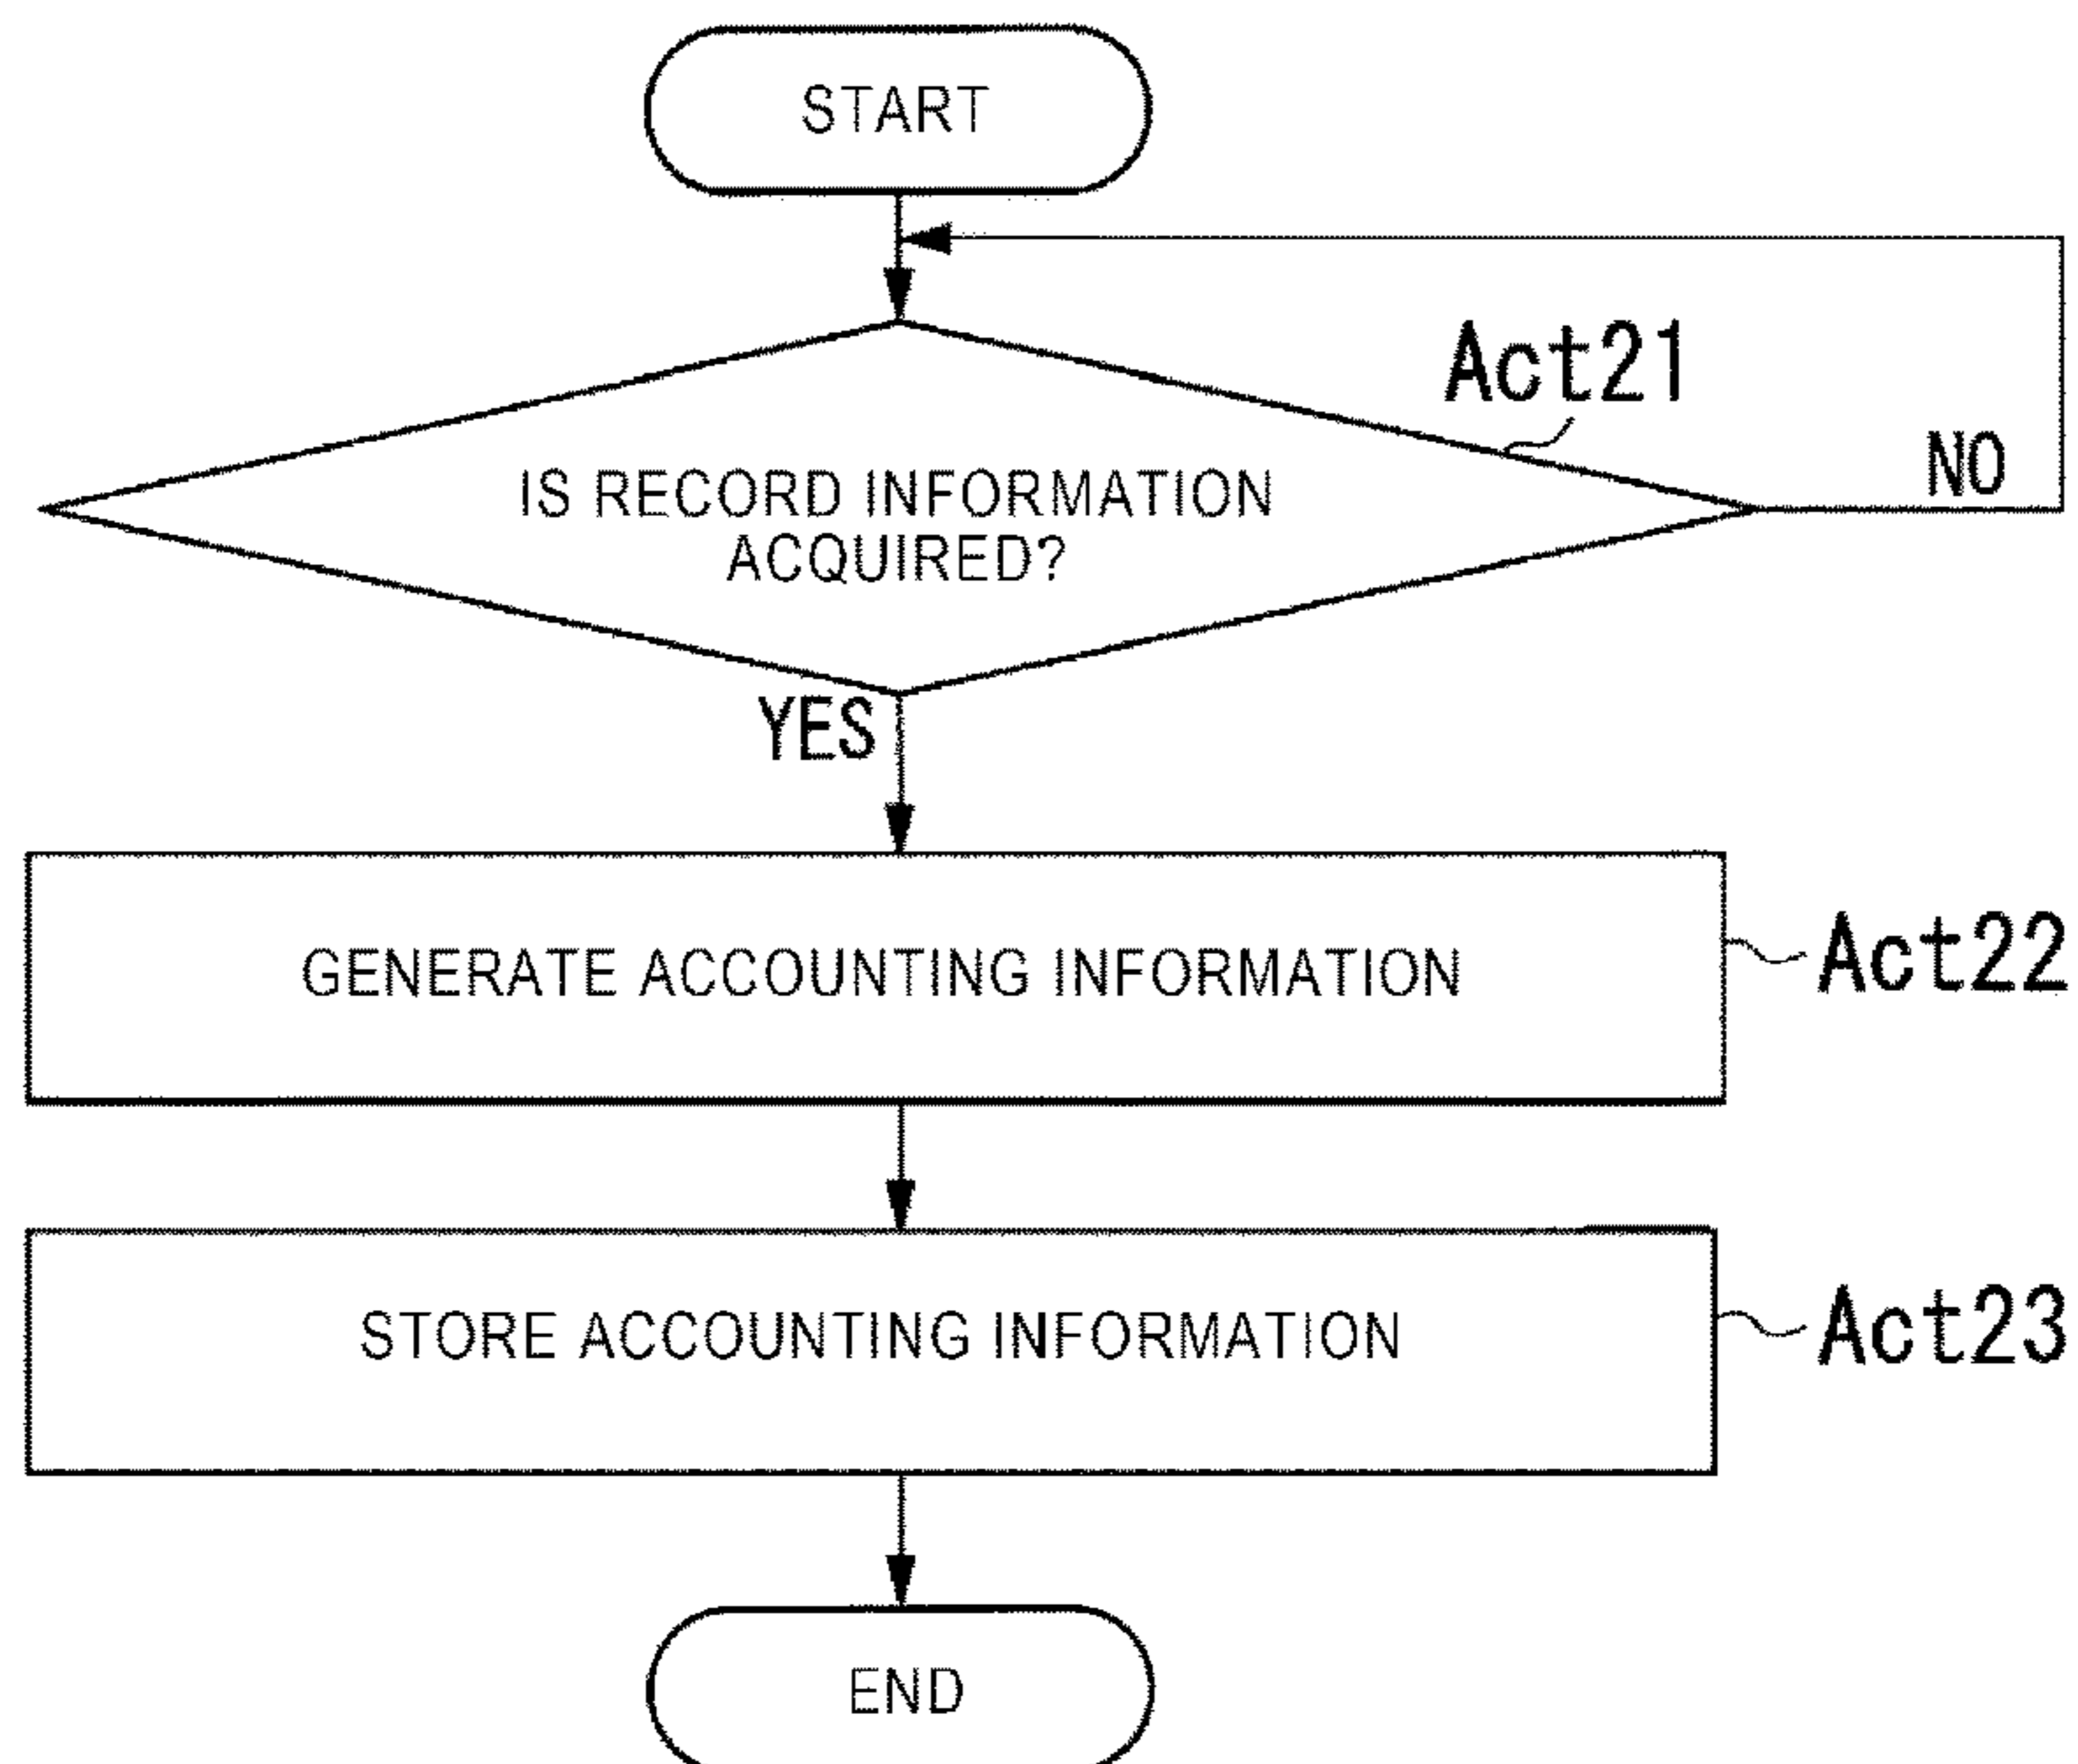 START
Act21
NO
IS RECORD INFORMATION
ACQUIRED?
YES
GENERATE ACCOUNTING INFORMATION
Act22
STORE ACCOUNTING INFORMATION
Act23
END